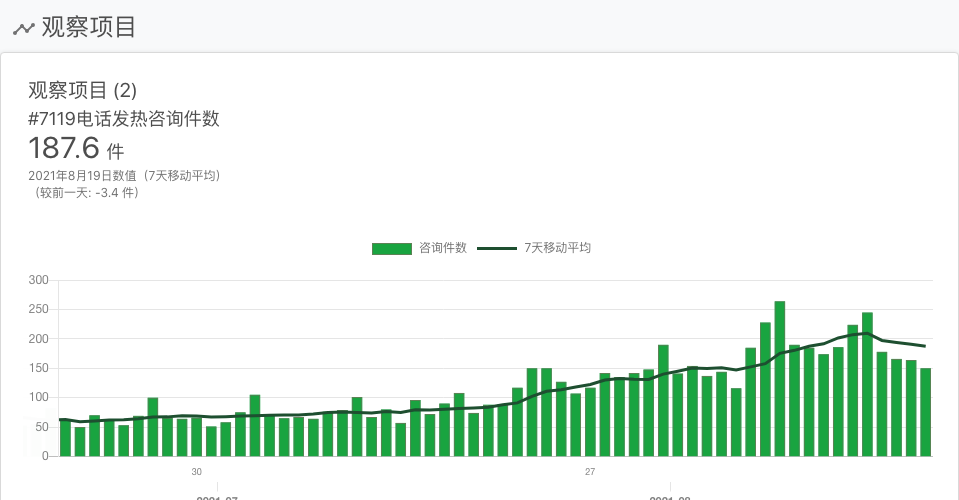 观察项目
观察项目 (2)
#7119电话发热咨询件数
187.6 件
2021年8月19日数值（7天移动平均）
（较前一天: -3.4 件）
咨询件数 7天移动平均
300
250
200
150
100
50
0
30 27